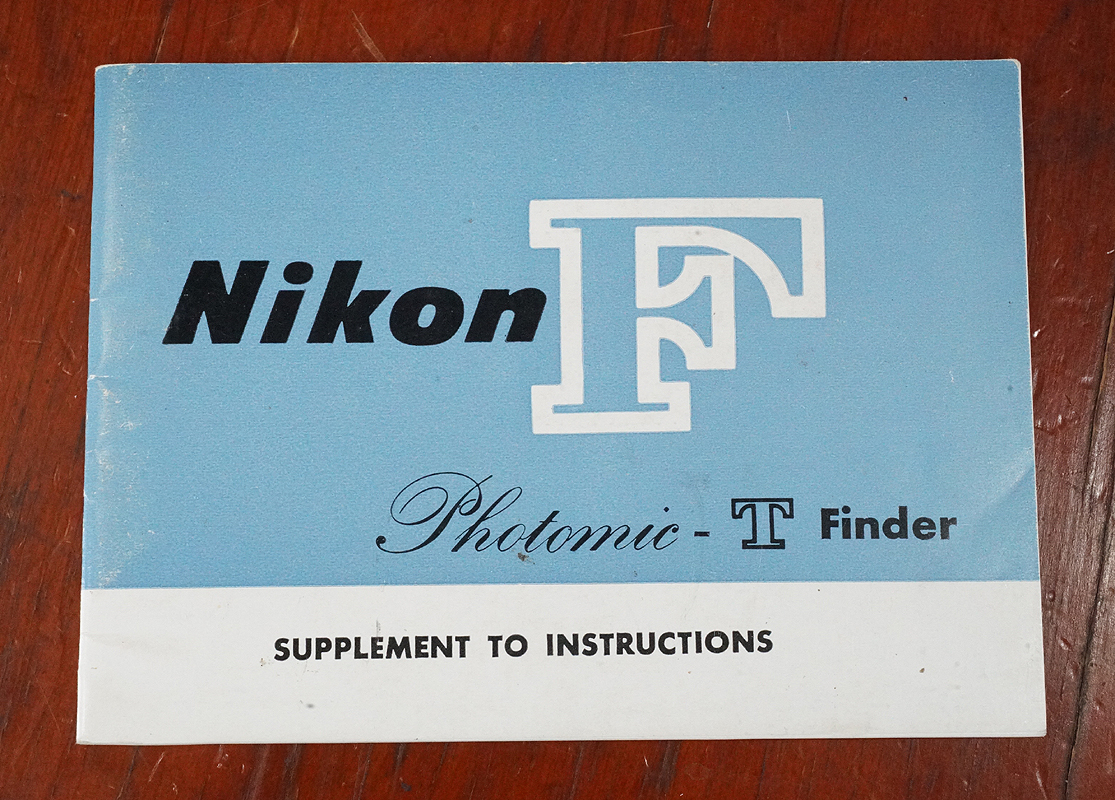 Nikon F
Photomic - T Finder
SUPPLEMENT TO INSTRUCTIONS